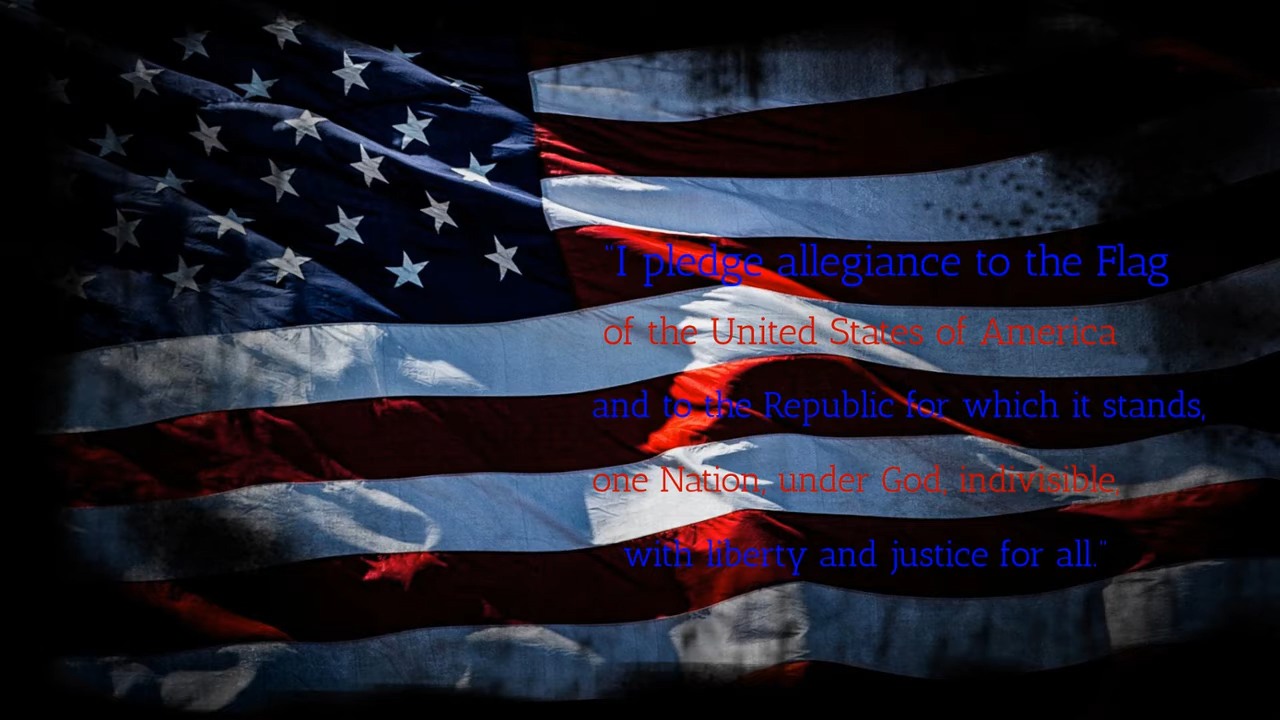 "I pledge allegiance to the Flag
of the United States of America
and to the Republic for which it stands,
one Nation, under God, indivisible,
with liberty and justice for all."